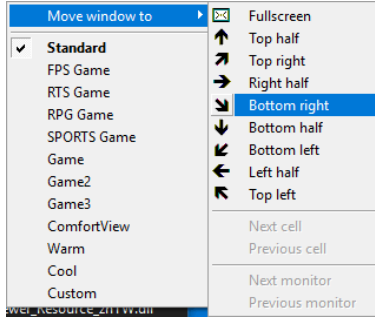 Move window to
Standard
FPS Game
RTS Game
RPG Game
SPORTS Game
Game
Game2
Game3
ComfortView
Warm
Cool
Custom
Fullscreen
Top half
Top right
Right half
Bottom right
Bottom half
Bottom left
Left half
Top left
Next cell
Previous cell
Next monitor
Previous monitor
ewer_Resource_zhTW.dll